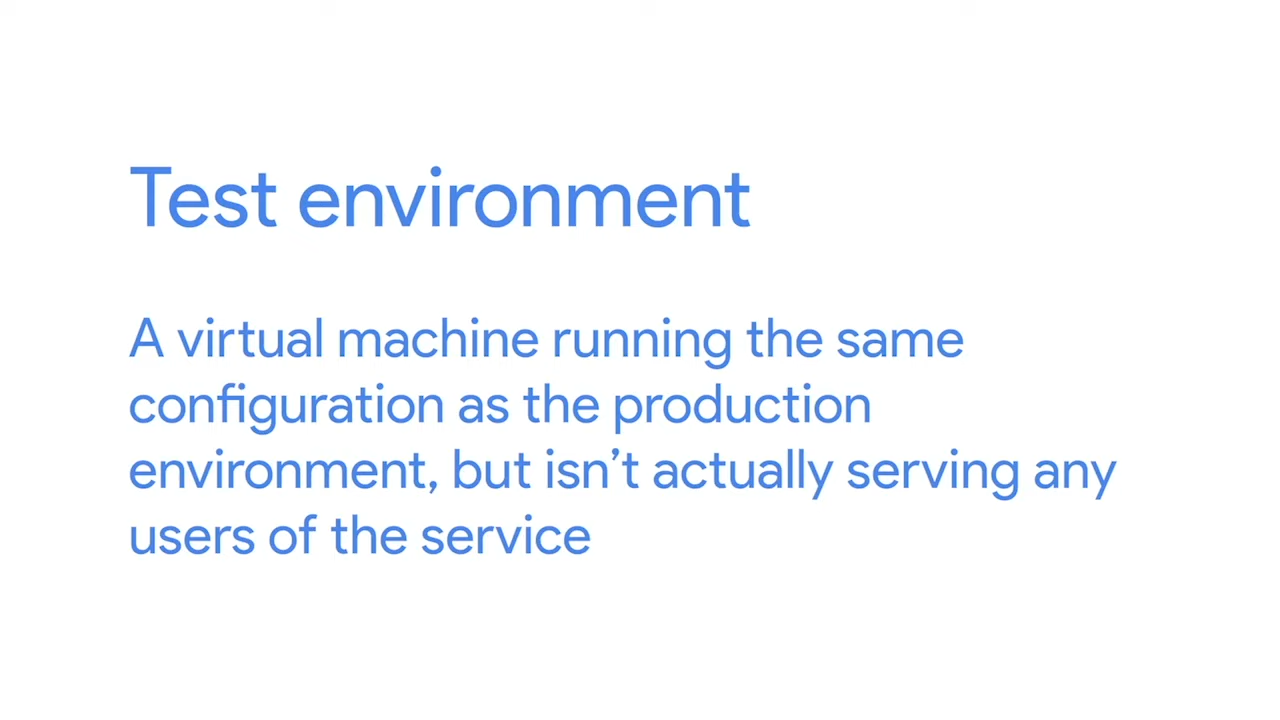 Test environment
A virtual machine running the same
configuration as the production
environment, but isn’t actually serving any
users of the service